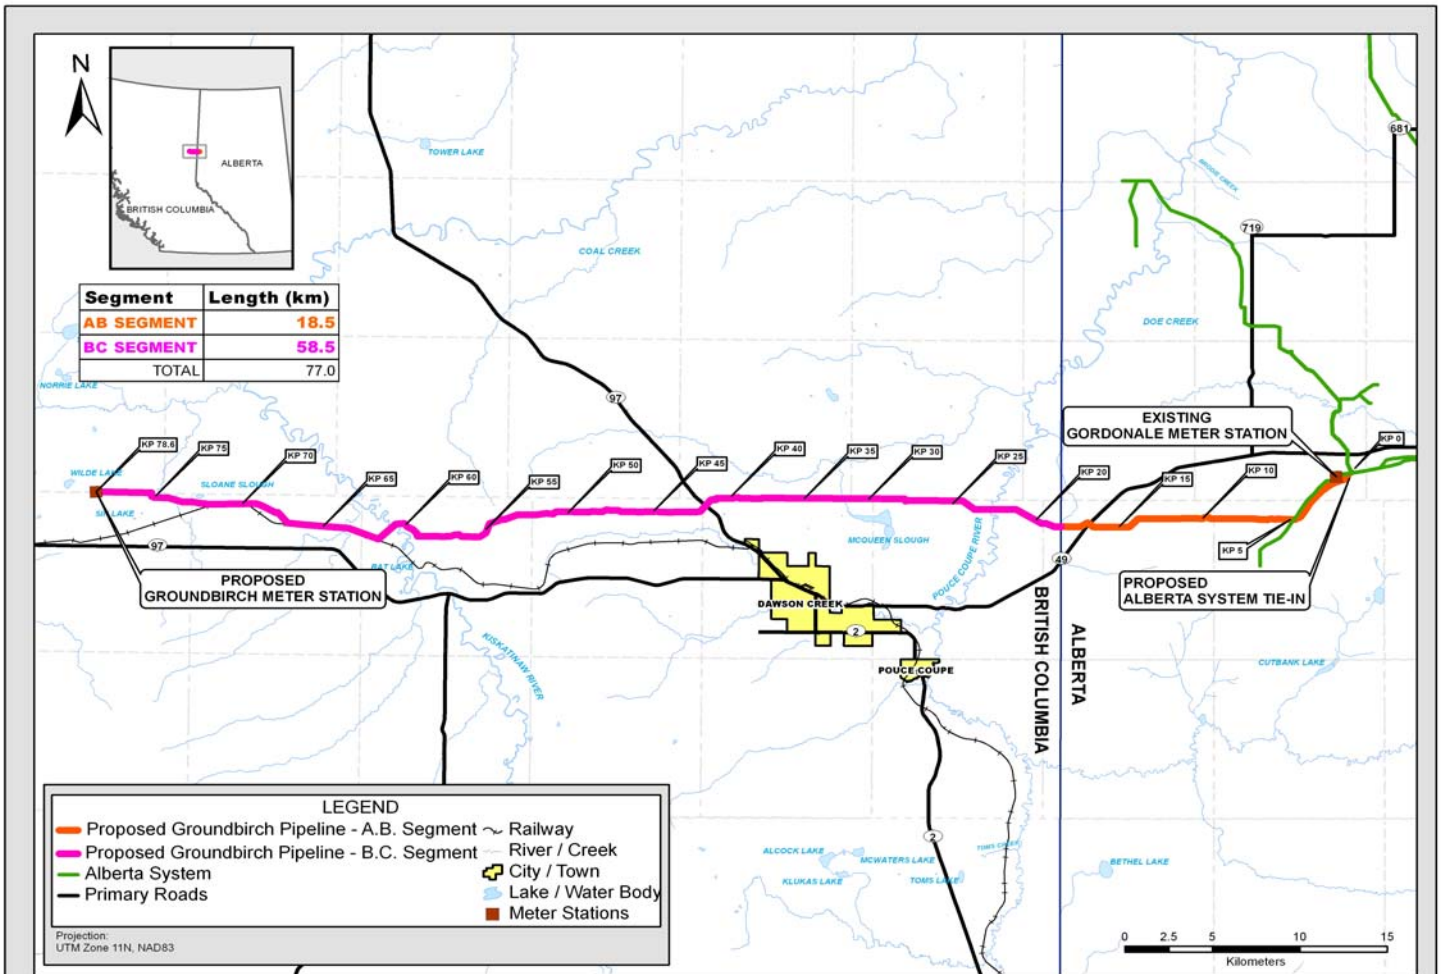 N
ALBERTA
BRITISH COLUMBIA
681
TOWER LAKE
BRIDGE CREEK
719
COAL CREEK
Segment Length (km)
AB SEGMENT 18.5
BC SEGMENT 58.5
TOTAL 77.0
DOE CREEK
NORRIE LAKE
97
EXISTING
GORDONALE METER STATION
KP 78.6
KP 75
KP 70
KP 65
KP 60
KP 55
KP 50
KP 45
KP 40
KP 35
KP 30
KP 25
KP 20
KP 15
KP 10
KP 5
KP 0
WILDE LAKE
SLOANE SLOUGH
97
BAT LAKE
MCQUEEN SLOUGH
POUCE COUPE RIVER
49
PROPOSED
GROUNDBIRCH METER STATION
PROPOSED
ALBERTA SYSTEM TIE-IN
DAWSON CREEK
2
KISKATINAW RIVER
POUCE COUPE
BRITISH COLUMBIA
ALBERTA
CUTBANK LAKE
2
ALCOCK LAKE
MCWATERS LAKE
KLUKAS LAKE
TOMS LAKE
TOMS CREEK
BETHEL LAKE
LEGEND
Proposed Groundbirch Pipeline - A.B. Segment
Proposed Groundbirch Pipeline - B.C. Segment
Alberta System
Primary Roads
Railway
River / Creek
City / Town
Lake / Water Body
Meter Stations
Projection:
UTM Zone 11N, NAD83
0 2.5 5 10 15
Kilometers